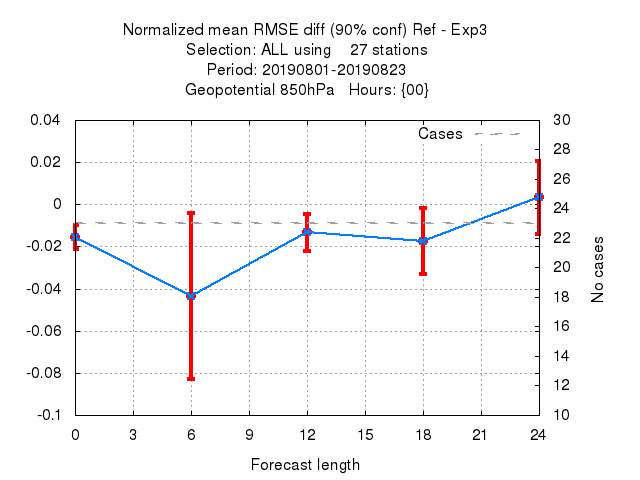 Normalized mean RMSE diff (90% conf) Ref - Exp3
Selection: ALL using    27 stations
Period: 20190801-20190823
Geopotential 850hPa   Hours: {00}
0.04
0.02
0
-0.02
-0.04
-0.06
-0.08
-0.1
Cases
30
28
26
24
22
20
18
16
14
12
10
No cases
0 3 6 9 12 15 18 21 24
Forecast length